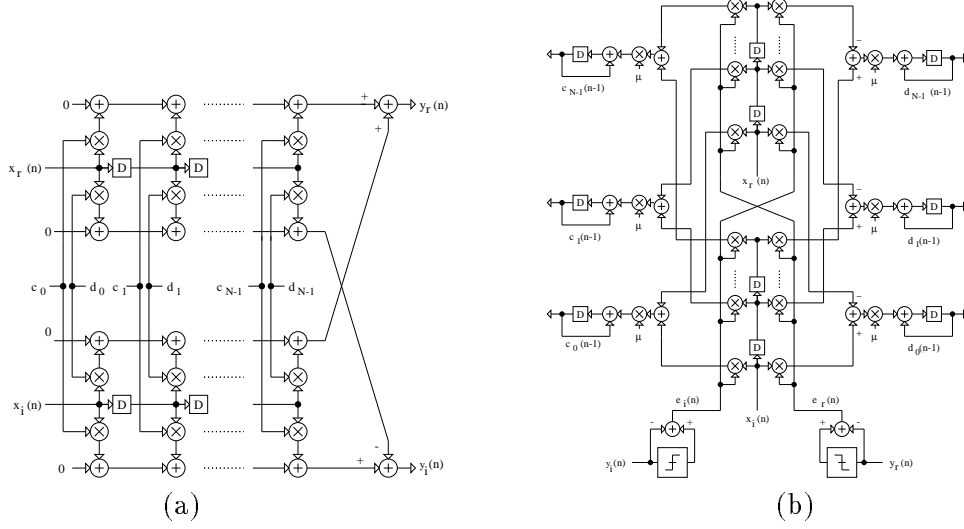 0
+
y_r(n)
+
x_r(n)
D
D
0
c_0
d_0
c_1
d_1
c_N-1
d_N-1
0
x_i(n)
D
D
-
0
+
y_i(n)
(a)
D
μ
c_N-1(n-1)
D
D
x_r(n)
−
+
μ
D
d_N-1(n-1)
D
μ
c_1(n-1)
−
+
μ
D
d_1(n-1)
D
D
μ
c_0(n-1)
D
−
+
μ
D
d_0(n-1)
e_i(n)
x_i(n)
e_r(n)
-
+
+
-
y_i(n)
y_r(n)
(b)